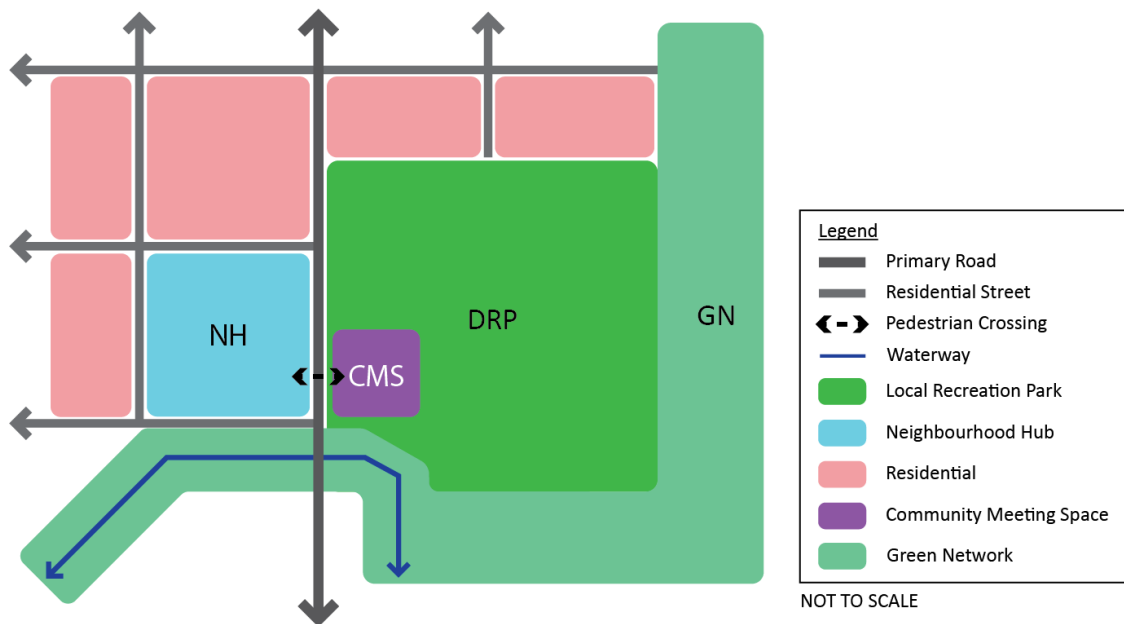 NH
DRP
GN
CMS
Legend
Primary Road
Residential Street
Pedestrian Crossing
Waterway
Local Recreation Park
Neighbourhood Hub
Residential
Community Meeting Space
Green Network
NOT TO SCALE